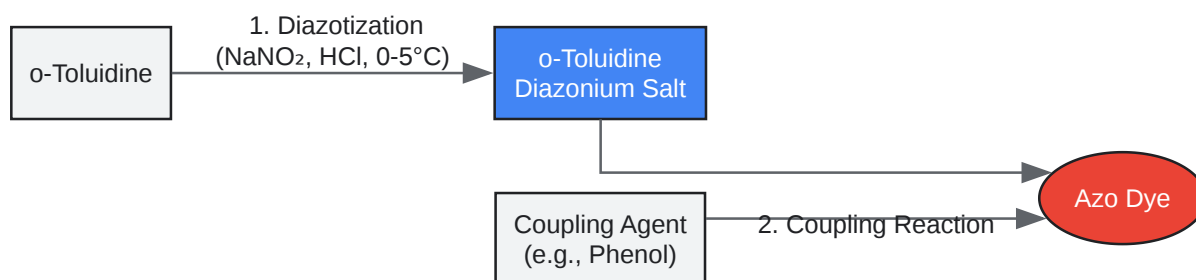 o-Toluidine
1. Diazotization
(NaNO₂, HCl, 0-5°C)
o-Toluidine
Diazonium Salt
Coupling Agent
(e.g., Phenol)
2. Coupling Reaction
Azo Dye